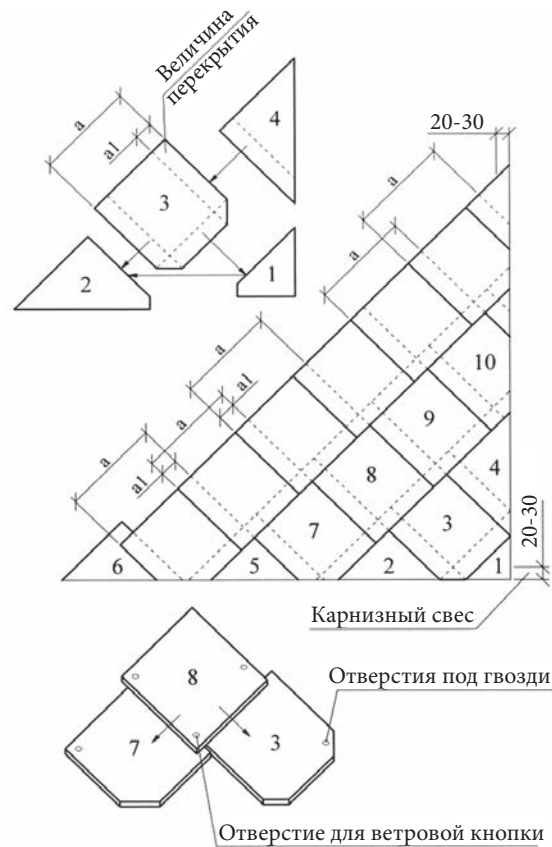 Величина
перекрытия
a
a1
4
3
2
1
20-30
a
a
a
a1
a
a
a1
10
9
8
4
7
3
6
5
2
1
20-30
Карнизный свес
8
Отверстия под гвозди
7
3
Отверстие для ветровой кнопки